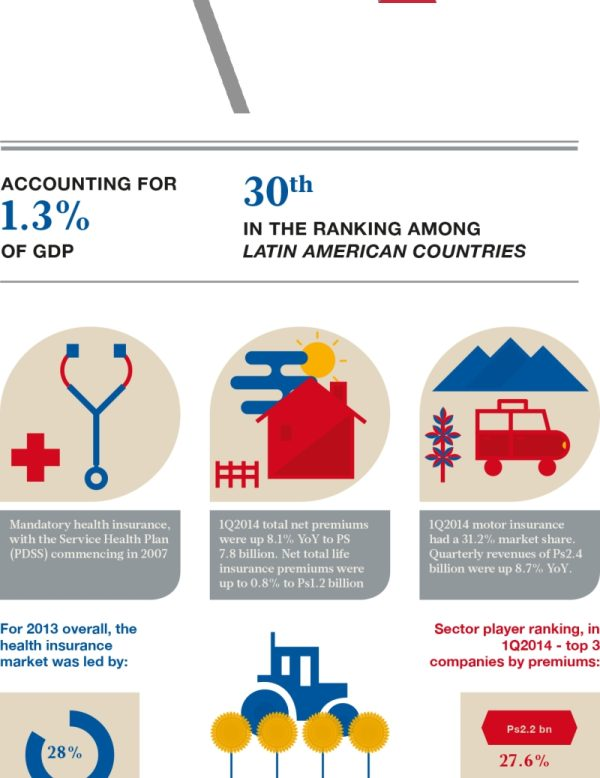 ACCOUNTING FOR
1.3%
OF GDP
30th
IN THE RANKING AMONG
LATIN AMERICAN COUNTRIES
Mandatory health insurance,
with the Service Health Plan
(PDSS) commencing in 2007
1Q2014 total net premiums
were up 8.1% YoY to PS
7.8 billion. Net total life
insurance premiums were
up to 0.8% to Ps1.2 billion
1Q2014 motor insurance
had a 31.2% market share.
Quarterly revenues of Ps2.4
billion were up 8.7% YoY.
For 2013 overall, the
health insurance
market was led by:
28%
Sector player ranking, in
1Q2014 - top 3
companies by premiums:
Ps2.2 bn
27.6%